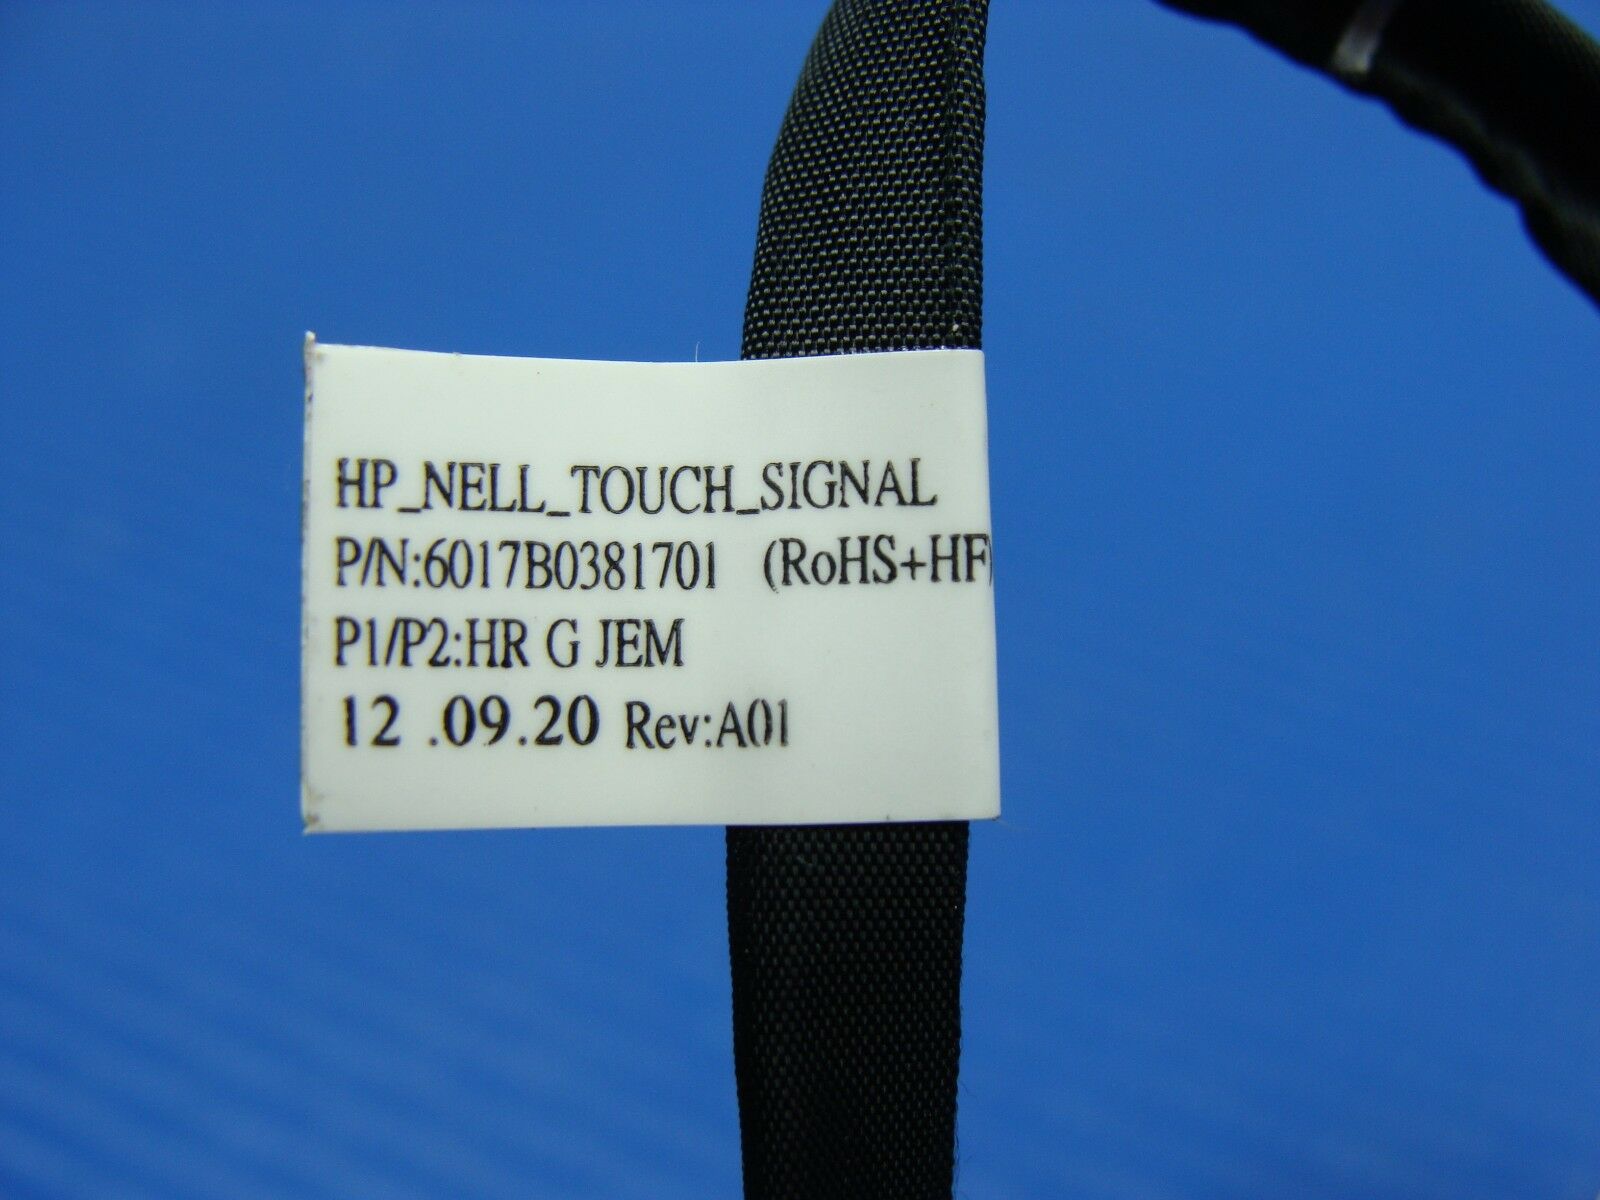 HP_NELL_TOUCH_SIGNAL
P/N:6017B0381701 (RoHS+HF)
P1/P2:HR G JEM
12 .09.20 Rev:A01